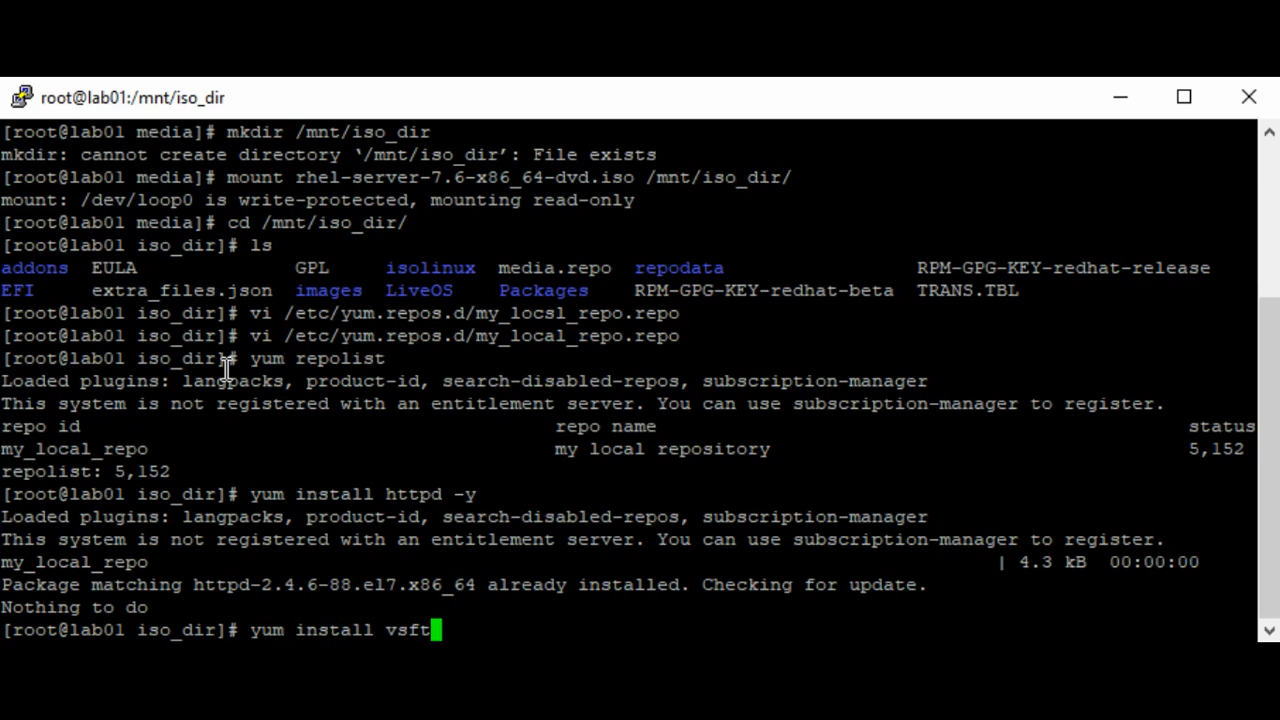 root@lab01:/mnt/iso_dir
[root@lab01 media]# mkdir /mnt/iso_dir
mkdir: cannot create directory ‘/mnt/iso_dir’: File exists
[root@lab01 media]# mount rhel-server-7.6-x86_64-dvd.iso /mnt/iso_dir/
mount: /dev/loop0 is write-protected, mounting read-only
[root@lab01 media]# cd /mnt/iso_dir/
[root@lab01 iso_dir]# ls
addons EULA GPL isolinux media.repo repodata RPM-GPG-KEY-redhat-release
EFI extra_files.json images LiveOS Packages RPM-GPG-KEY-redhat-beta TRANS.TBL
[root@lab01 iso_dir]# vi /etc/yum.repos.d/my_locsl_repo.repo
[root@lab01 iso_dir]# vi /etc/yum.repos.d/my_local_repo.repo
[root@lab01 iso_dir]# yum repolist
Loaded plugins: langpacks, product-id, search-disabled-repos, subscription-manager
This system is not registered with an entitlement server. You can use subscription-manager to register.
repo id repo name status
my_local_repo my local repository 5,152
repolist: 5,152
[root@lab01 iso_dir]# yum install httpd -y
Loaded plugins: langpacks, product-id, search-disabled-repos, subscription-manager
This system is not registered with an entitlement server. You can use subscription-manager to register.
my_local_repo | 4.3 kB 00:00:00
Package matching httpd-2.4.6-88.el7.x86_64 already installed. Checking for update.
Nothing to do
[root@lab01 iso_dir]# yum install vsft